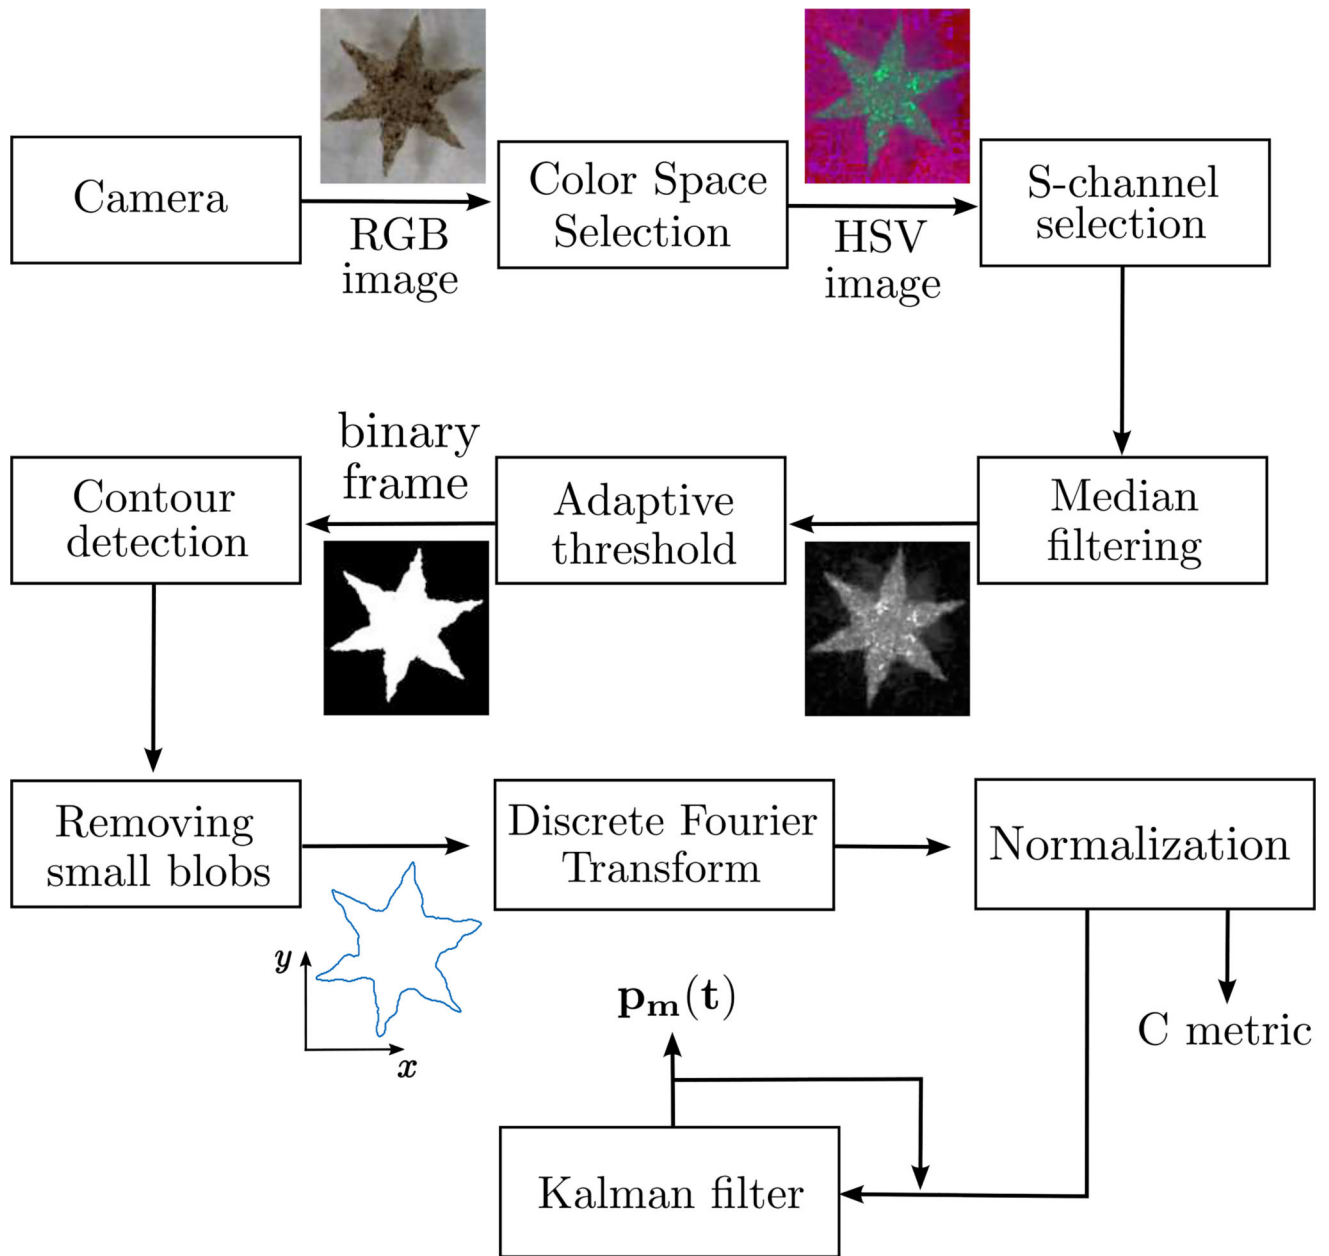 Camera
RGB
image
Color Space
Selection
HSV
image
S-channel
selection
Contour
detection
binary
frame
Adaptive
threshold
Median
filtering
Removing
small blobs
Discrete Fourier
Transform
Normalization
y
x
p_m(t)
C metric
Kalman filter